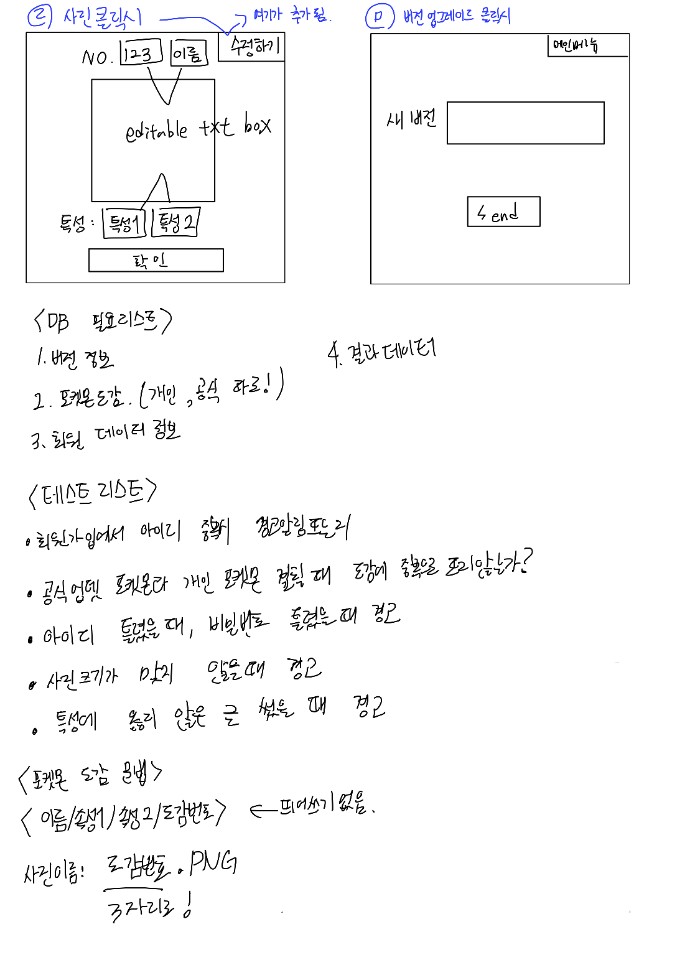 ㄹ 사진 클릭시 → 여기가 추가됨.
NO. 123 이름 수정하기
editable txt box
특성 : 특성1 특성2
확인
ㅁ 버전 업그레이드 클릭시
메인메뉴
새 버전
send
<DB 필요리스트>
1. 버전 정보
2. 포켓몬도감. (개인, 공식 따로!)
3. 회원 데이터 정보
4. 결과데이터
<테스트 리스트>
• 회원가입에서 아이디 중복시 경고알림
• 공식업뎃 포켓몬과 개인 포켓몬 겹칠 때 도감에 중복으로
• 아이디 틀렸을때, 비밀번호 틀렸을때 경고
• 사진크기가 맞지 않을때 경고
• 특성에 옳지 않은 글 썼을 때 경고
<포켓몬 도감 문법>
<이름/속성1/속성2/도감번호> ← 띄어쓰기 없음.
사진이름: 도감번호.PNG
3자리로!